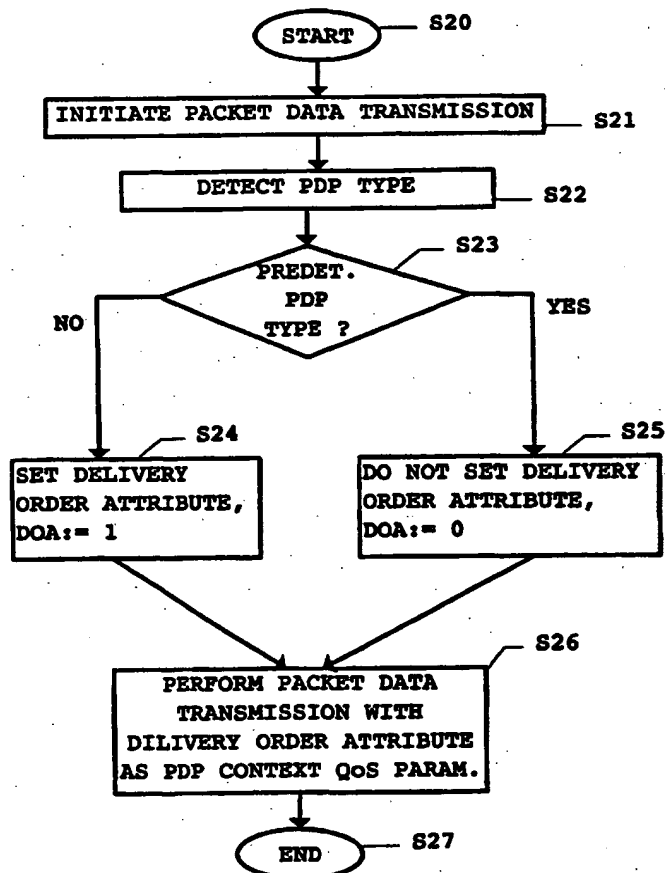 START
S20
INITIATE PACKET DATA TRANSMISSION
S21
DETECT PDP TYPE
S22
S23
PREDET.
PDP
TYPE ?
NO
YES
S24
SET DELIVERY
ORDER ATTRIBUTE,
DOA:= 1
S25
DO NOT SET DELIVERY
ORDER ATTRIBUTE,
DOA:= 0
S26
PERFORM PACKET DATA
TRANSMISSION WITH
DILIVERY ORDER ATTRIBUTE
AS PDP CONTEXT QoS PARAM.
END
S27